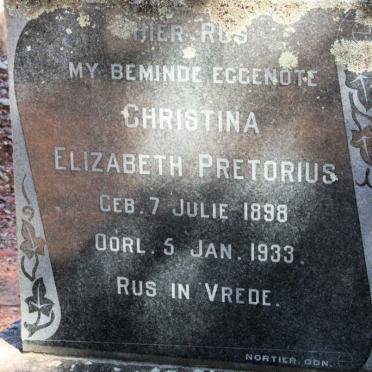 HIER RUS
MY BEMINDE EGGENOTE
CHRISTINA
ELIZABETH PRETORIUS
GEB. 7 JULIE 1898
OORL. 5 JAN. 1933.
RUS IN VREDE.
NORTIER. ODN.